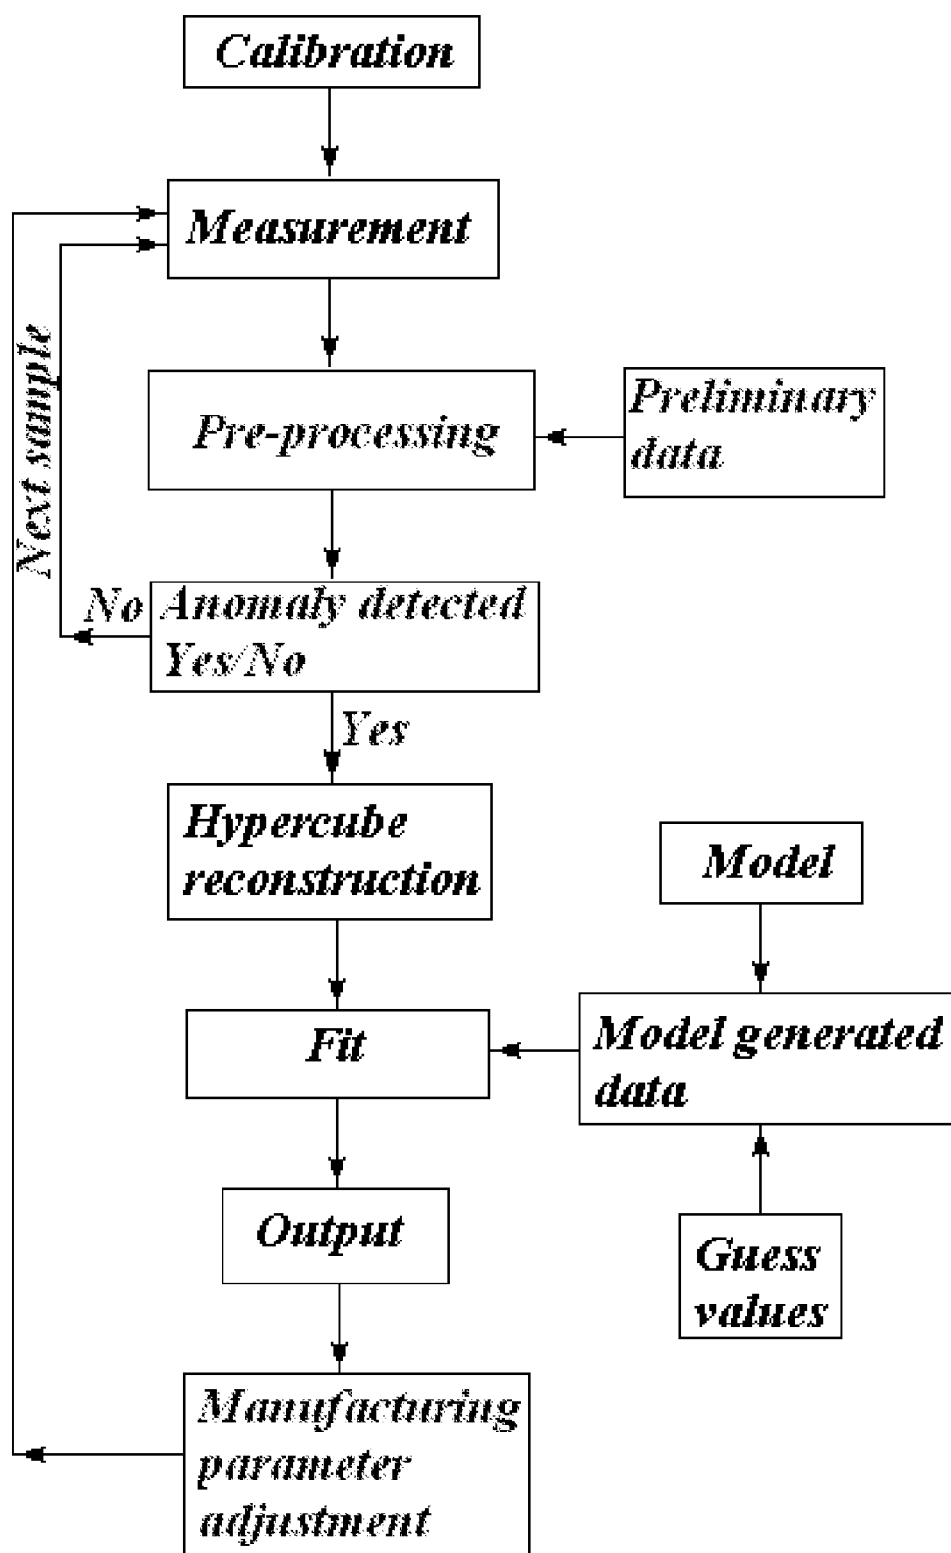 Calibration
Measurement
Next sample
Pre-processing
Preliminary
data
No
Anomaly detected
Yes/No
Yes
Hypercube
reconstruction
Model
Fit
Model generated
data
Output
Guess
values
Manufacturing
parameter
adjustment